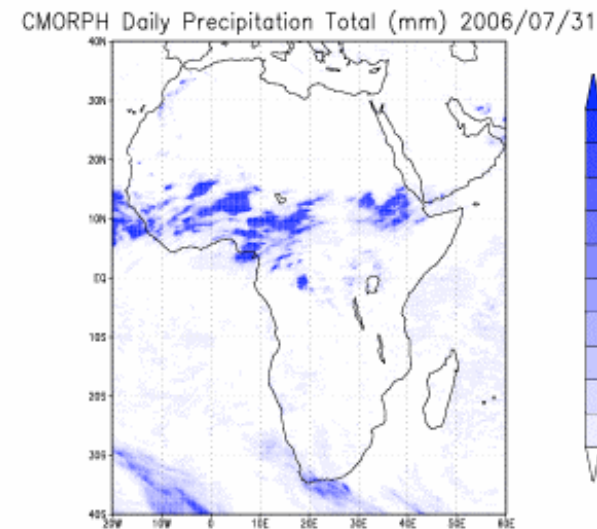 CMORPH Daily Precipitation Total (mm) 2006/07/31
40N
30N
20N
10N
EQ
10S
20S
30S
40S
20W 10W 0 10E 20E 30E 40E 50E 60E